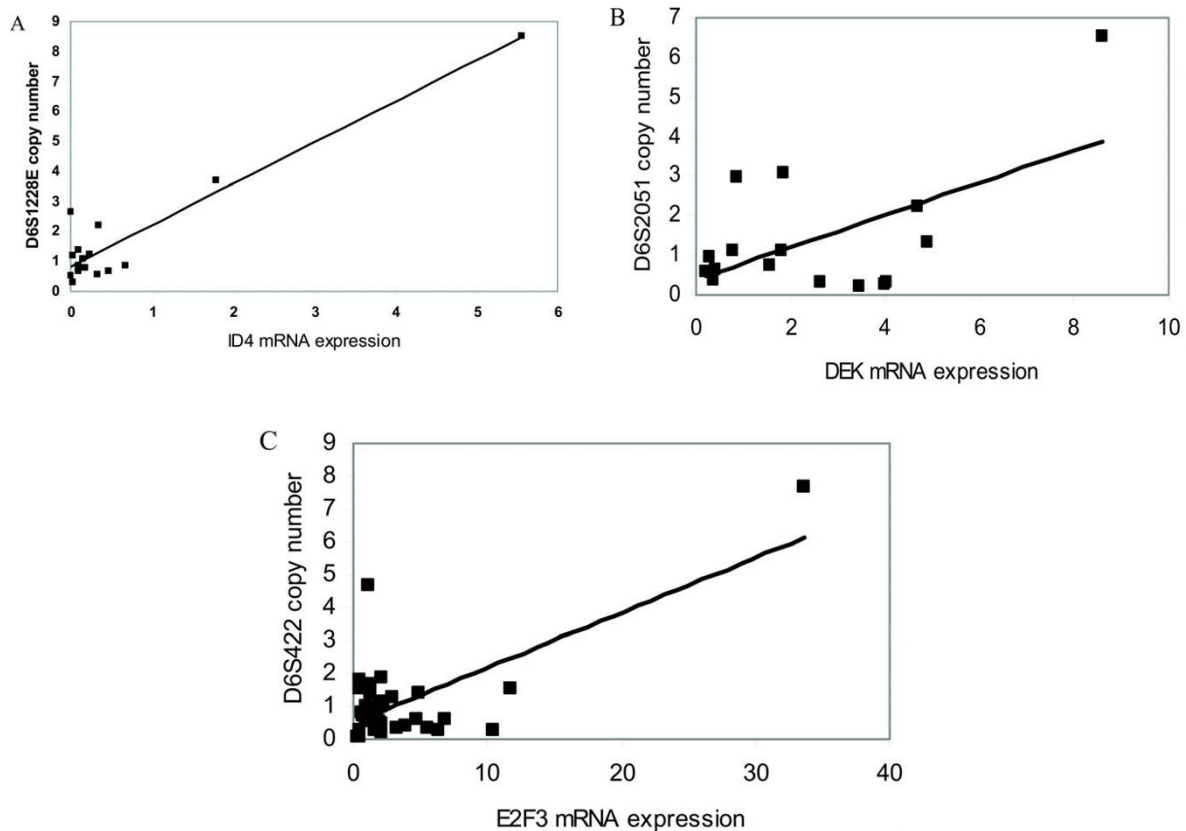 A
D6S1228E copy number
9
8
7
6
5
4
3
2
1
0
0 1 2 3 4 5 6
ID4 mRNA expression
B
D6S2051 copy number
7
6
5
4
3
2
1
0
0 2 4 6 8 10
DEK mRNA expression
C
D6S422 copy number
9
8
7
6
5
4
3
2
1
0
0 10 20 30 40
E2F3 mRNA expression